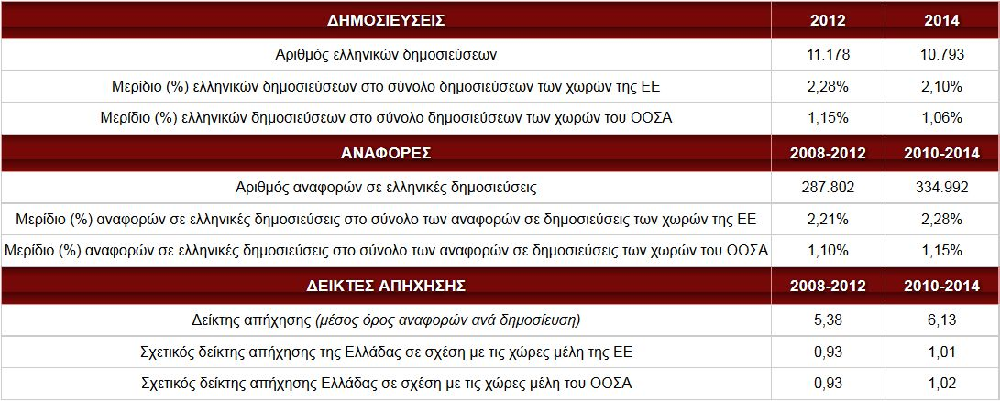 ΔΗΜΟΣΙΕΥΣΕΙΣ 2012 2014
Αριθμός ελληνικών δημοσιεύσεων 11.178 10.793
Μερίδιο (%) ελληνικών δημοσιεύσεων στο σύνολο δημοσιεύσεων των χωρών της ΕΕ 2,28% 2,10%
Μερίδιο (%) ελληνικών δημοσιεύσεων στο σύνολο δημοσιεύσεων των χωρών του ΟΟΣΑ 1,15% 1,06%
ΑΝΑΦΟΡΕΣ 2008-2012 2010-2014
Αριθμός αναφορών σε ελληνικές δημοσιεύσεις 287.802 334.992
Μερίδιο (%) αναφορών σε ελληνικές δημοσιεύσεις στο σύνολο των αναφορών σε δημοσιεύσεις των χωρών της ΕΕ 2,21% 2,28%
Μερίδιο (%) αναφορών σε ελληνικές δημοσιεύσεις στο σύνολο των αναφορών σε δημοσιεύσεις των χωρών του ΟΟΣΑ 1,10% 1,15%
ΔΕΙΚΤΕΣ ΑΠΗΧΗΣΗΣ 2008-2012 2010-2014
Δείκτης απήχησης (μέσος όρος αναφορών ανά δημοσίευση) 5,38 6,13
Σχετικός δείκτης απήχησης της Ελλάδας σε σχέση με τις χώρες μέλη της ΕΕ 0,93 1,01
Σχετικός δείκτης απήχησης Ελλάδας σε σχέση με τις χώρες μέλη του ΟΟΣΑ 0,93 1,02